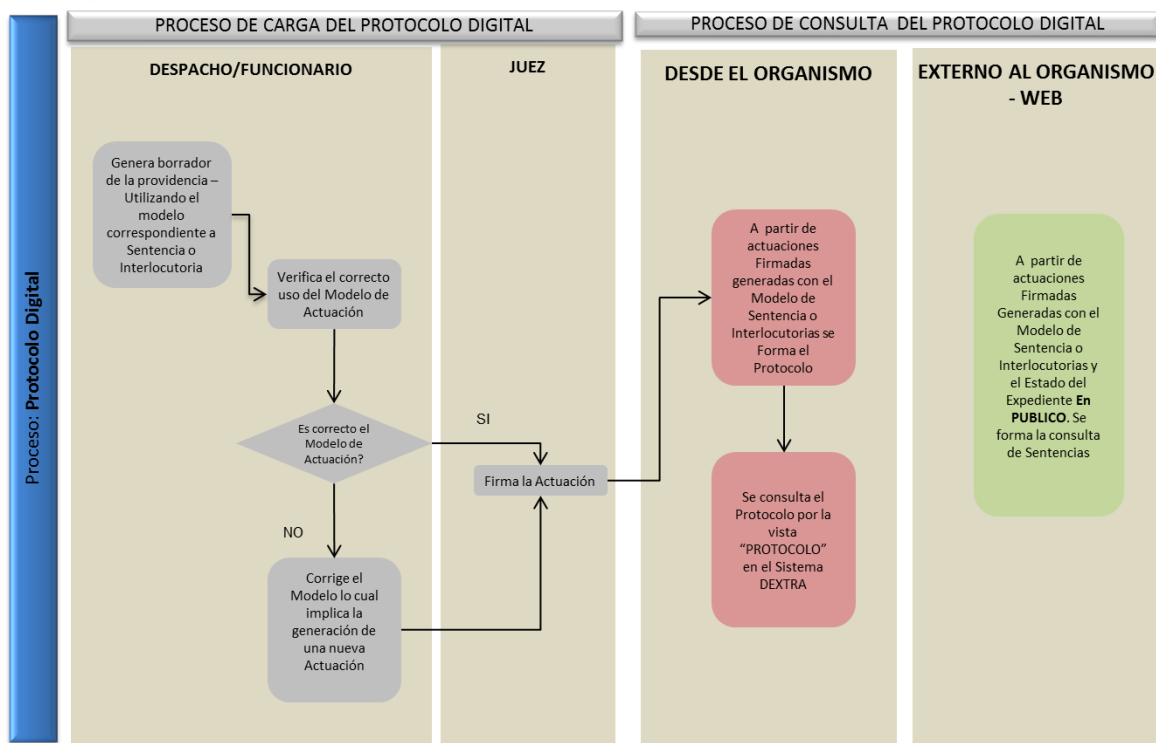 PROCESO DE CARGA DEL PROTOCOLO DIGITAL
PROCESO DE CONSULTA DEL PROTOCOLO DIGITAL
Proceso: Protocolo Digital
DESPACHO/FUNCIONARIO
JUEZ
DESDE EL ORGANISMO
EXTERNO AL ORGANISMO
- WEB
Genera borrador
de la providencia –
Utilizando el
modelo
correspondiente a
Sentencia o
Interlocutoria
Verifica el correcto
uso del Modelo de
Actuación
Es correcto el
Modelo de
Actuación?
SI
NO
Corrige el
Modelo lo cual
implica la
generación de
una nueva
Actuación
Firma la Actuación
A partir de
actuaciones
Firmadas
generadas con el
Modelo de
Sentencia o
Interlocutorias se
Forma el
Protocolo
Se consulta el
Protocolo por la
vista
“PROTOCOLO”
en el Sistema
DEXTRA
A partir de
actuaciones
Firmadas
Generadas con el
Modelo de
Sentencia o
Interlocutorias y
el Estado del
Expediente En
PUBLICO. Se
forma la consulta
de Sentencias